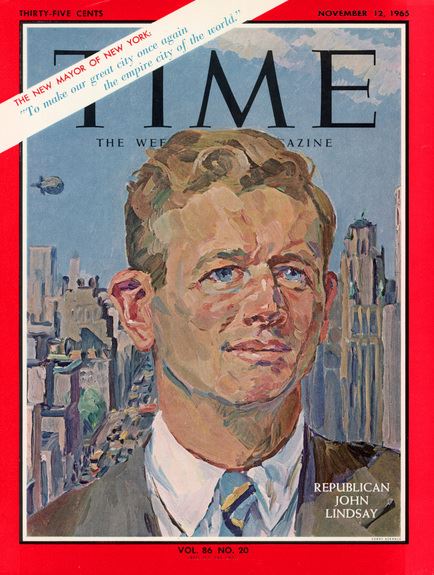 THIRTY-FIVE CENTS
NOVEMBER 12, 1965
THE NEW MAYOR OF NEW YORK:
"To make our great city once again
the empire city of the world."
TIME
THE WEE AZINE
REPUBLICAN
JOHN
LINDSAY
VOL. 86 NO. 20